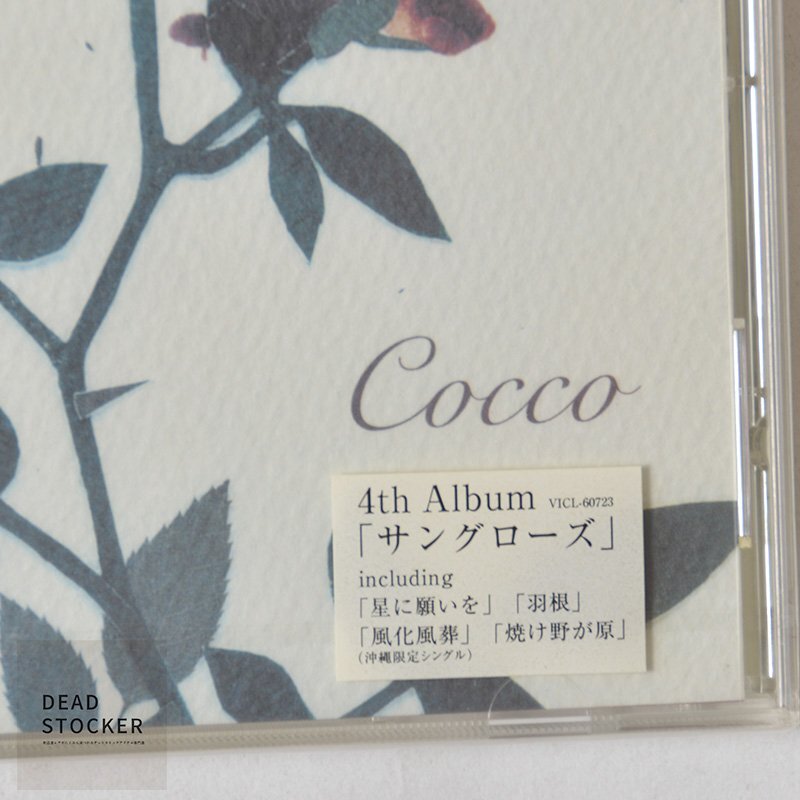 Cocco
4th Album VICL-60723
「サングローズ」
including
「星に願いを」「羽根」
「風化風葬」「焼け野が原」
(沖縄限定シングル)
DEAD
STOCKER